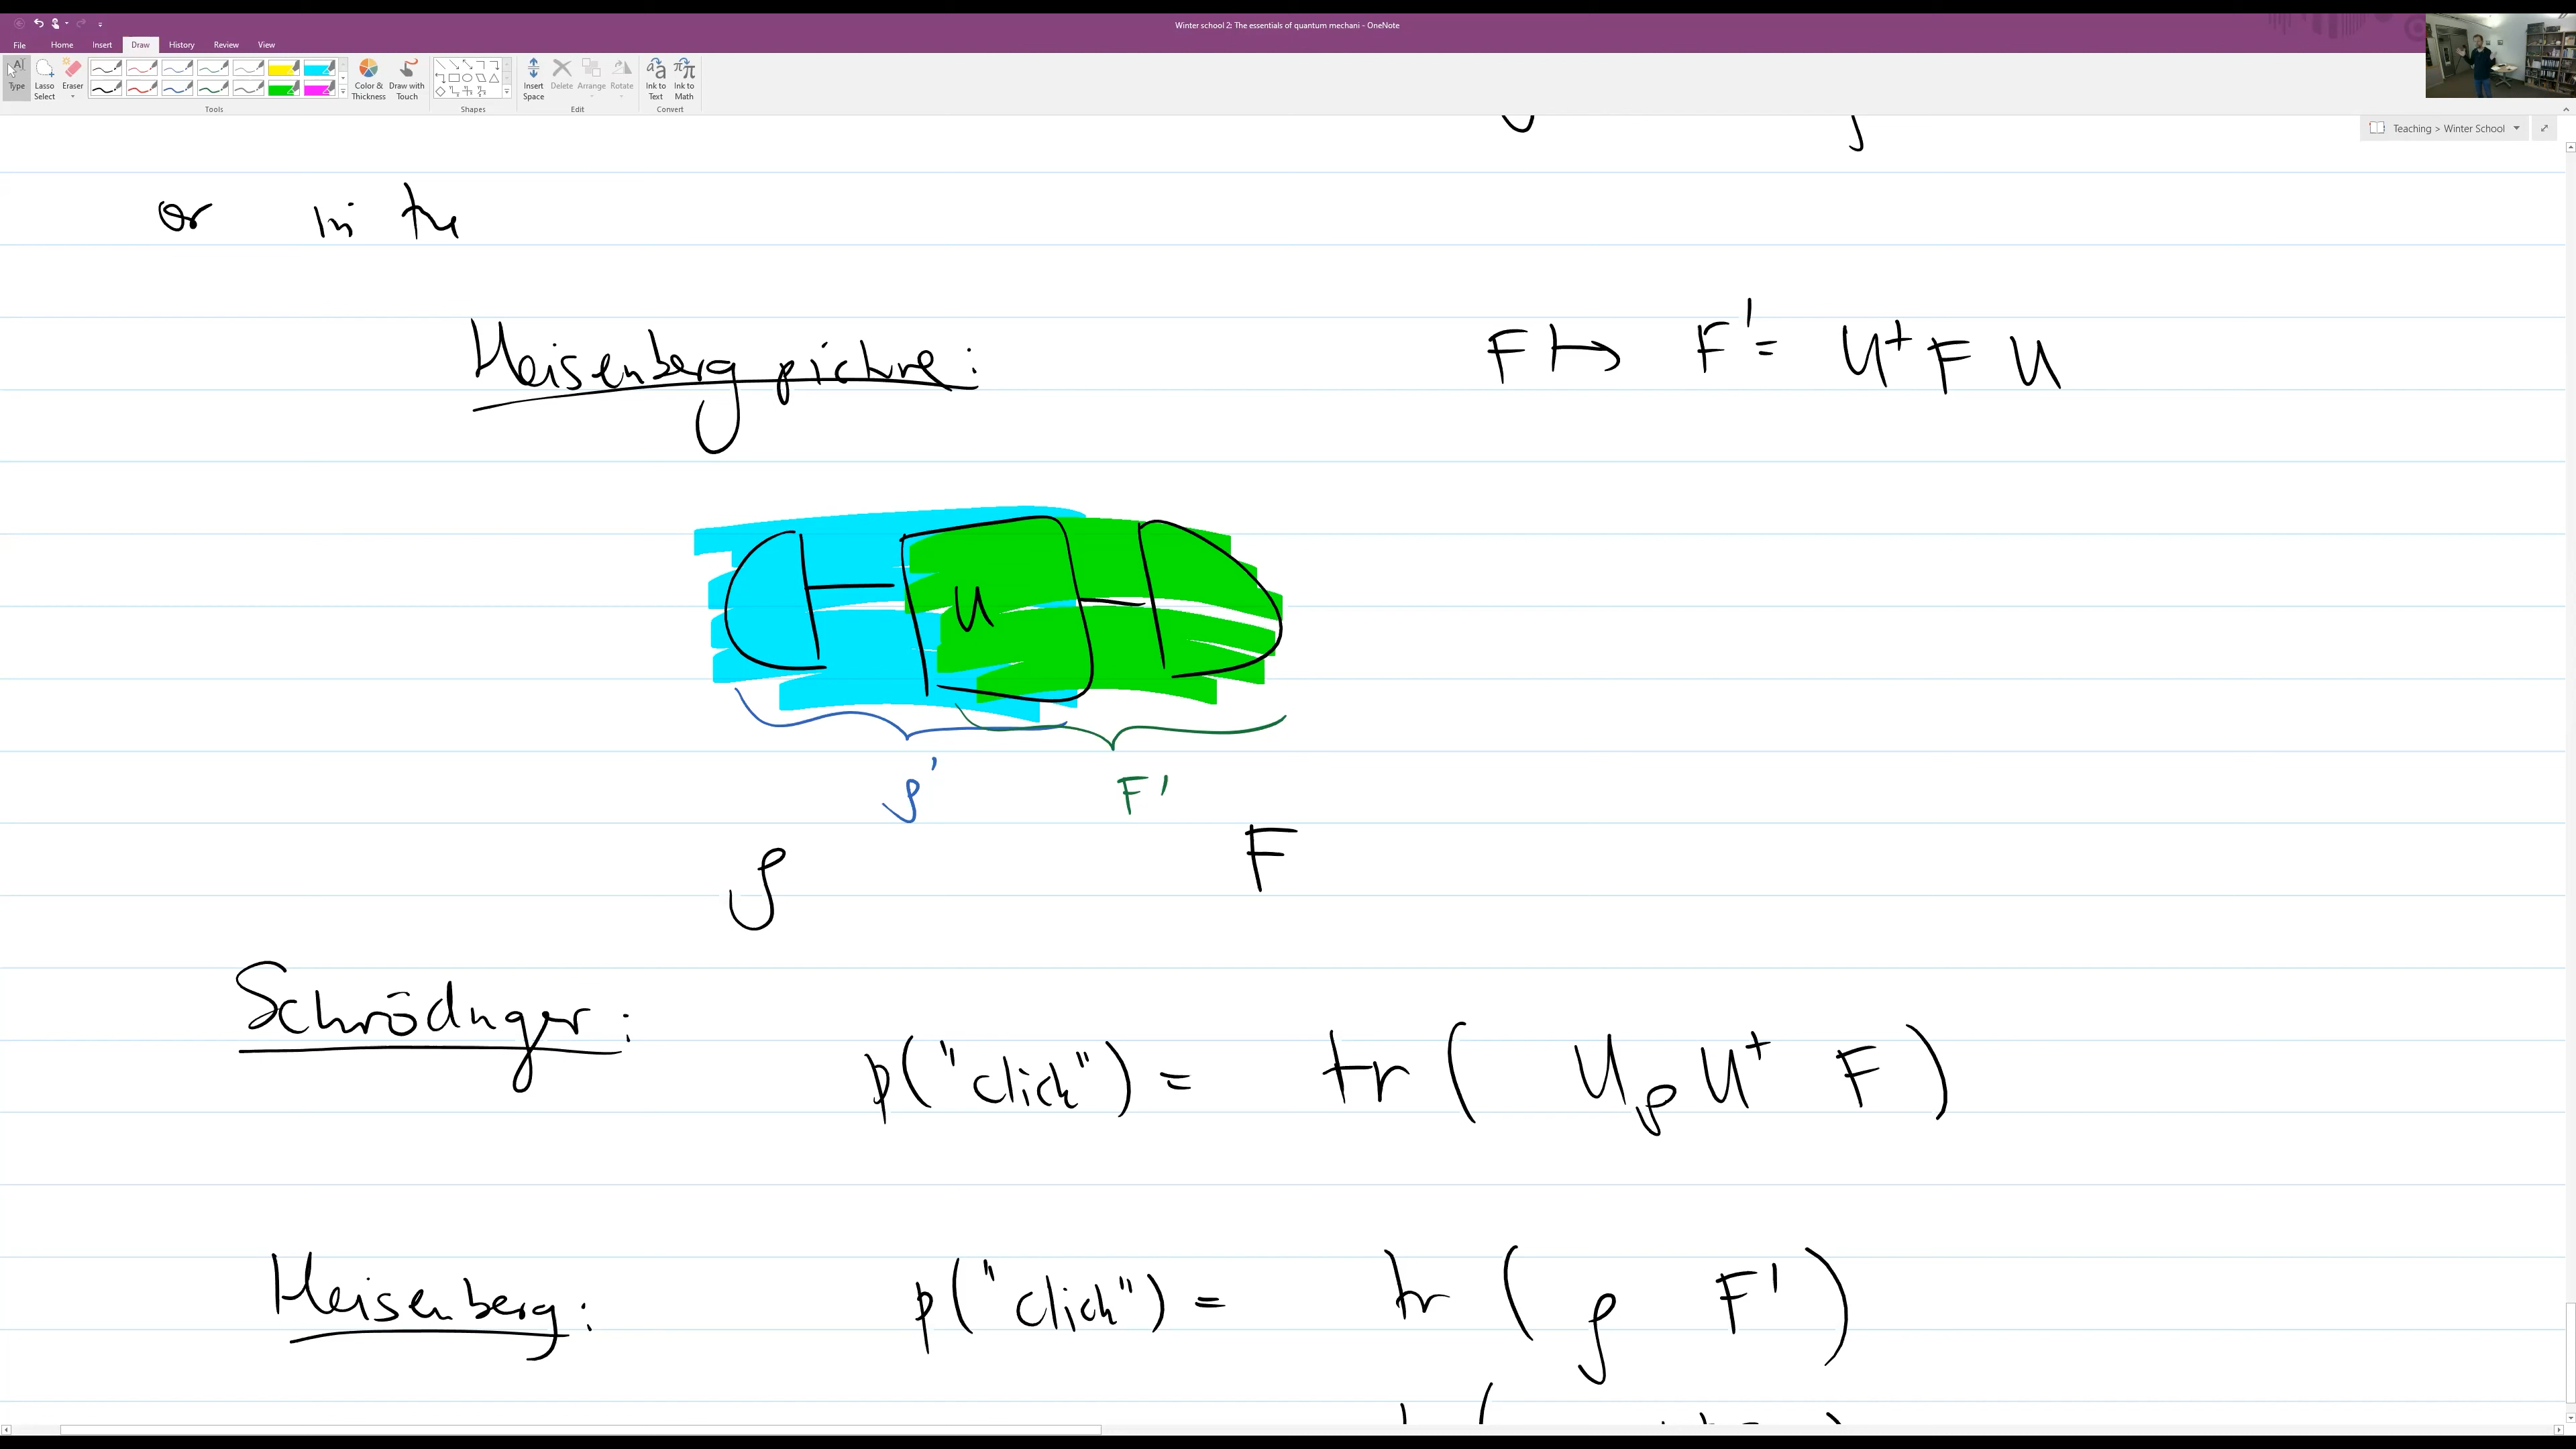 Winter school 2: The essentials of quantum mechani - OneNote
File Home Insert Draw History Review View
Type Lasso Select Eraser Color & Thickness Draw with Touch Insert Space Delete Arrange Rotate Ink to Text Ink to Math
Tools Shapes Edit Convert
Teaching > Winter School
or in the
Heisenberg picture: F ↦ F' = U† F U
U
ρ' F'
ρ F
Schrödinger: p("click") = tr( U ρ U† F )
Heisenberg: p("click") = tr( ρ F' )